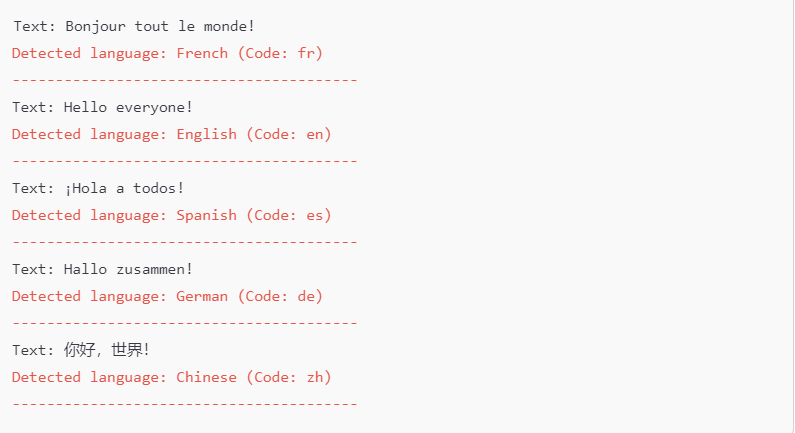 Text: Bonjour tout le monde!
Detected language: French (Code: fr)
----------------------------------------
Text: Hello everyone!
Detected language: English (Code: en)
----------------------------------------
Text: ¡Hola a todos!
Detected language: Spanish (Code: es)
----------------------------------------
Text: Hallo zusammen!
Detected language: German (Code: de)
----------------------------------------
Text: 你好，世界！
Detected language: Chinese (Code: zh)
----------------------------------------